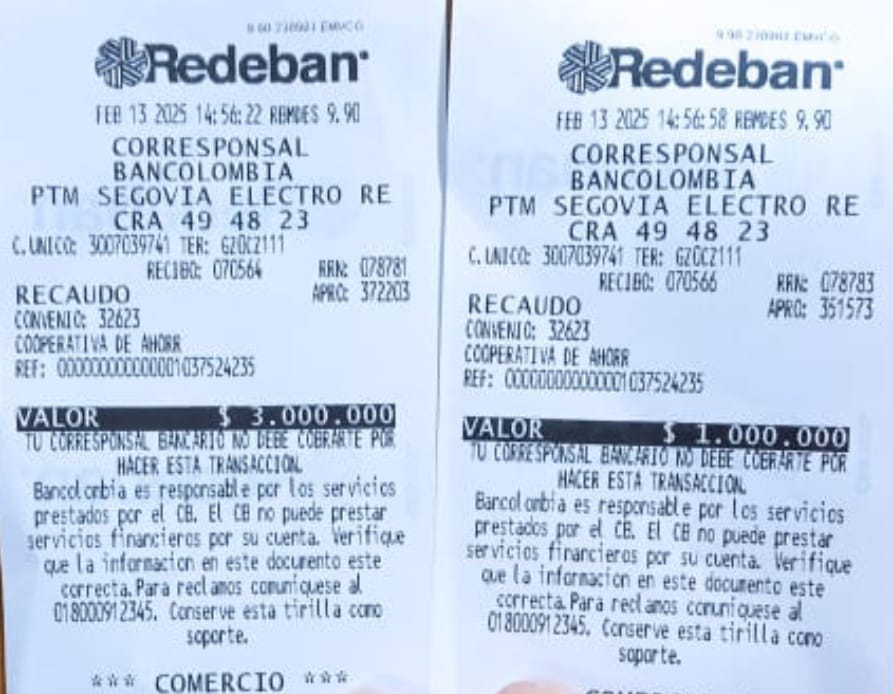 Redeban
FEB 13 2025 14:56:22 RBMDES 9.90
CORRESPONSAL
BANCOLOMBIA
PTM SEGOVIA ELECTRO RE
CRA 49 48 23
C.UNICO: 3007039741 TER: GZOCZ111
RECIBO: 070564 RRN: 078781
RECAUDO APRO: 372203
CONVENIO: 32623
COOPERATIVA DE AHORR
REF: 0000000000000001037524235
VALOR $ 3.000.000
TU CORRESPONSAL BANCARIO NO DEBE COBRARTE POR
HACER ESTA TRANSACCION.
Bancolombia es responsable por los servicios
prestados por el CB. El CB no puede prestar
servicios financieros por su cuenta. Verifique
que la informacion en este documento este
correcta. Para reclamos comuniquese al
018000912345. Conserve esta tirilla como
soporte.
*** COMERCIO ***
Redeban
FEB 13 2025 14:56:58 RBMDES 9.90
CORRESPONSAL
BANCOLOMBIA
PTM SEGOVIA ELECTRO RE
CRA 49 48 23
C.UNICO: 3007039741 TER: GZOCZ111
RECIBO: 070566 RRN: 078783
RECAUDO APRO: 351573
CONVENIO: 32623
COOPERATIVA DE AHORR
REF: 0000000000000001037524235
VALOR $ 1.000.000
TU CORRESPONSAL BANCARIO NO DEBE COBRARTE POR
HACER ESTA TRANSACCION.
Bancolombia es responsable por los servicios
prestados por el CB. El CB no puede prestar
servicios financieros por su cuenta. Verifique
que la informacion en este documento este
correcta. Para reclamos comuniquese al
018000912345. Conserve esta tirilla como
soporte.